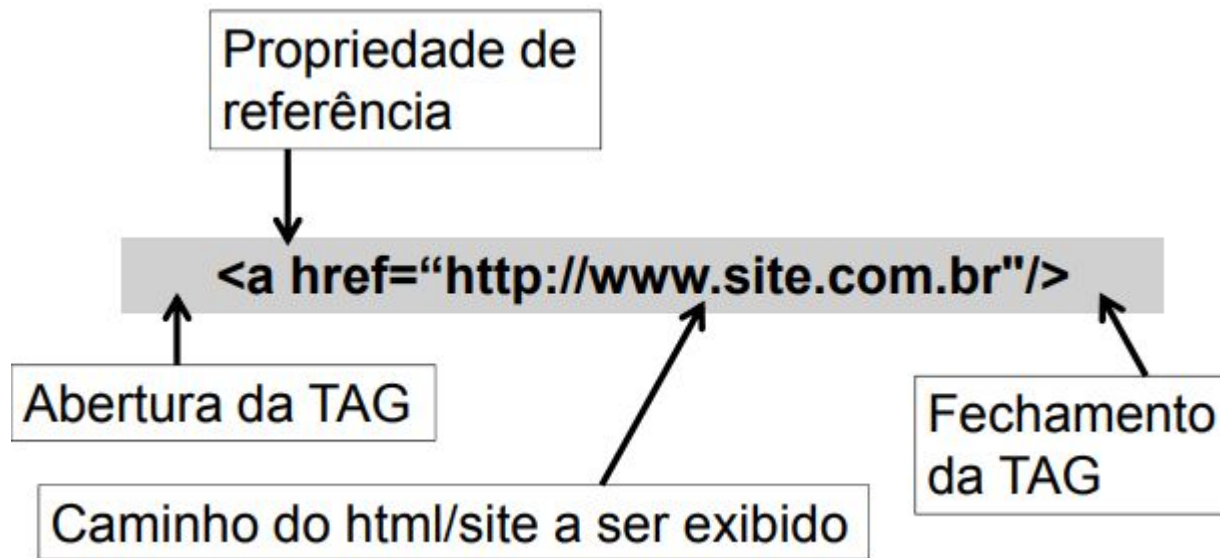 Propriedade de
referência
<a href=“http://www.site.com.br"/>
Abertura da TAG
Fechamento
da TAG
Caminho do html/site a ser exibido